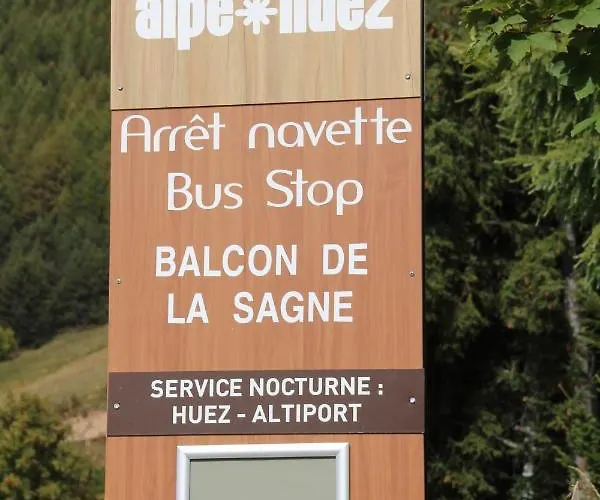 alpe*huez
Arrêt navette
Bus Stop
BALCON DE
LA SAGNE
SERVICE NOCTURNE :
HUEZ - ALTIPORT